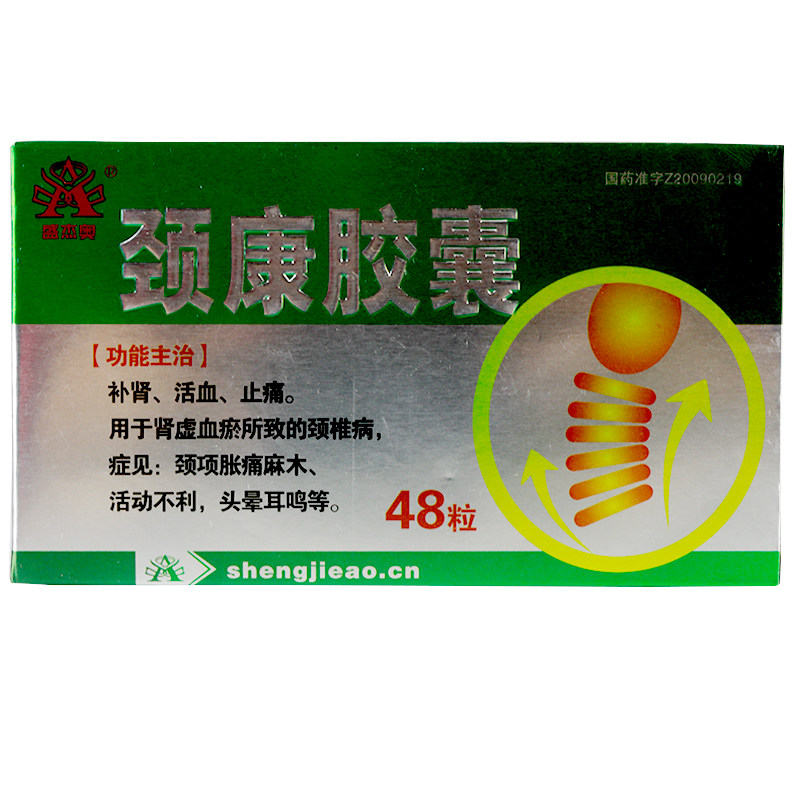 国药准字Z20090219
盛杰奥
颈康胶囊
【功能主治】
补肾、活血、止痛。
用于肾虚血瘀所致的颈椎病，
症见：颈项胀痛麻木、
活动不利，头晕耳鸣等。
48粒
shengjieao.cn